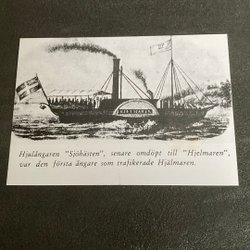 Hjulångaren "Sjöhästen", senare omdöpt till "Hjelmaren",
var den första ångare som trafikerade Hjälmaren.